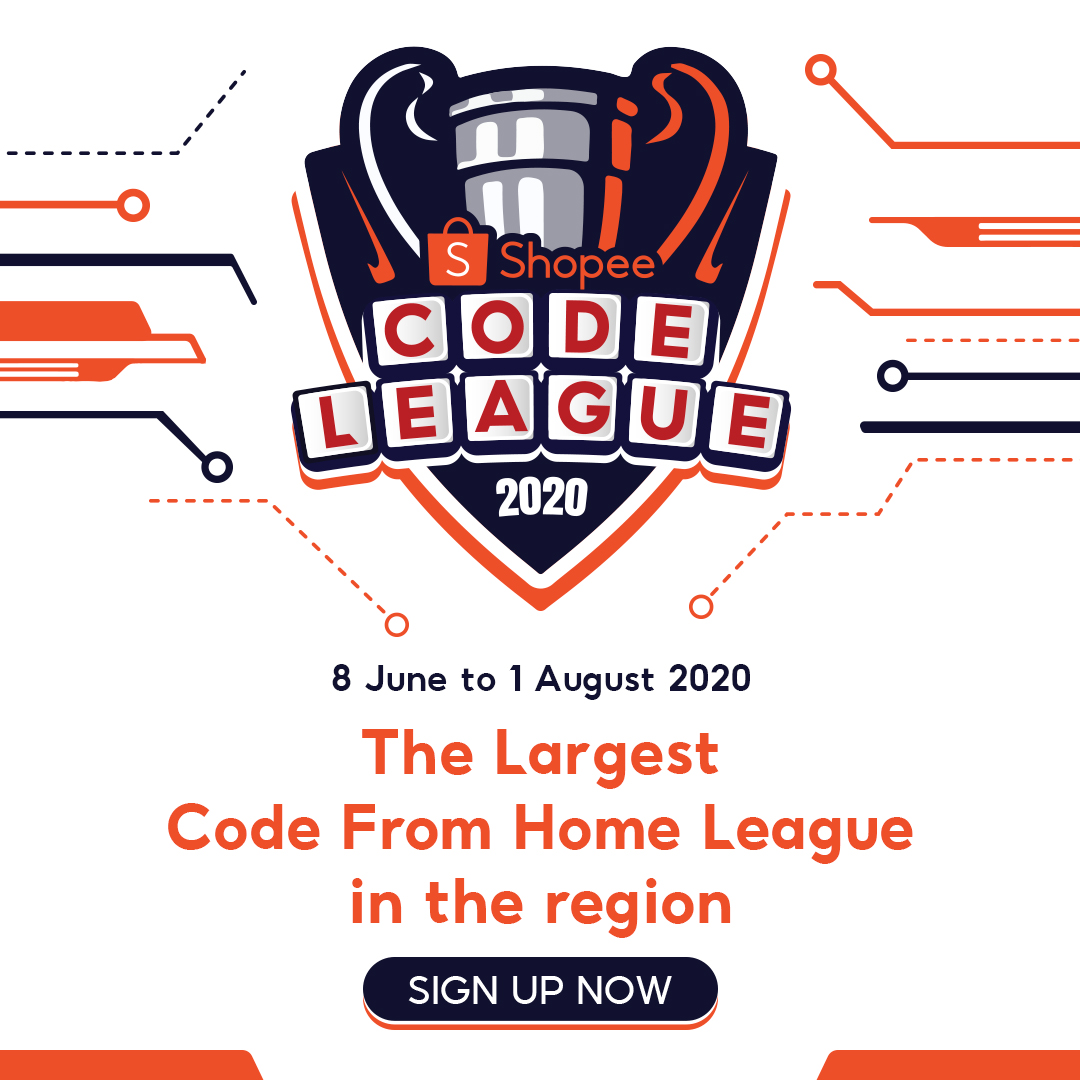 S Shopee
CODE
LEAGUE
2020
8 June to 1 August 2020
The Largest
Code From Home League
in the region
SIGN UP NOW